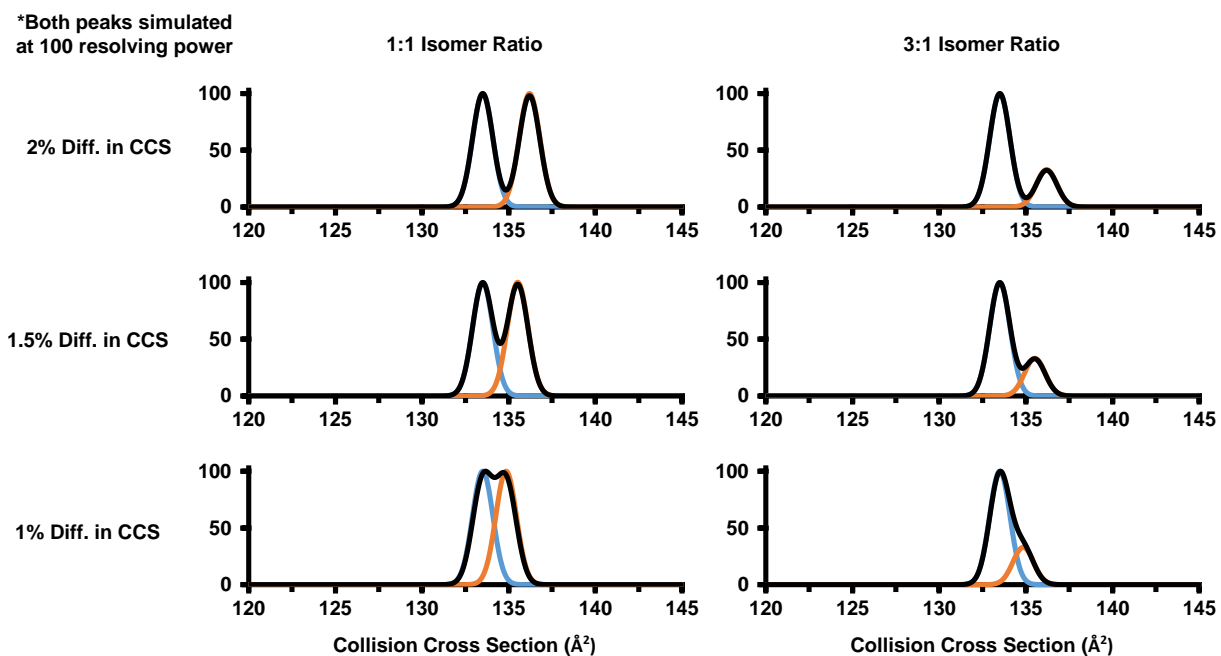 *Both peaks simulated
at 100 resolving power
1:1 Isomer Ratio
3:1 Isomer Ratio
2% Diff. in CCS
100
50
0
120 125 130 135 140 145
100
50
0
120 125 130 135 140 145
1.5% Diff. in CCS
100
50
0
120 125 130 135 140 145
100
50
0
120 125 130 135 140 145
1% Diff. in CCS
100
50
0
120 125 130 135 140 145
Collision Cross Section (Å²)
100
50
0
120 125 130 135 140 145
Collision Cross Section (Å²)